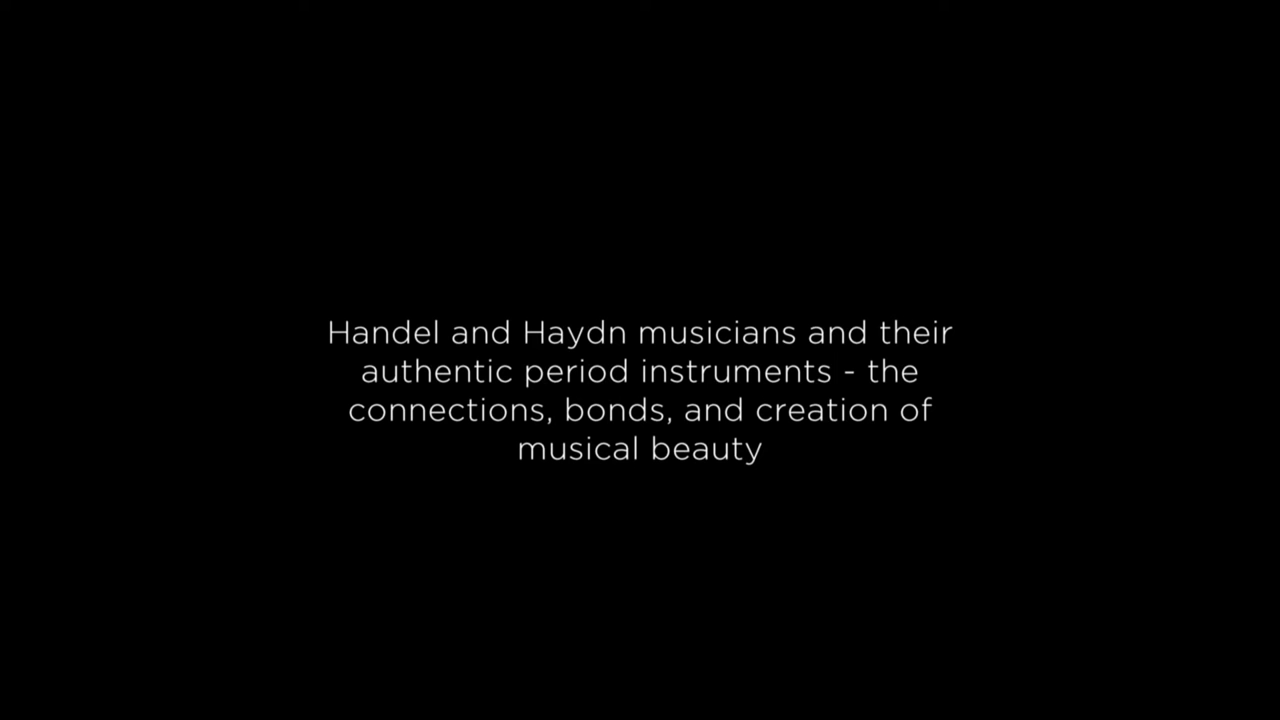 Handel and Haydn musicians and their
authentic period instruments - the
connections, bonds, and creation of
musical beauty